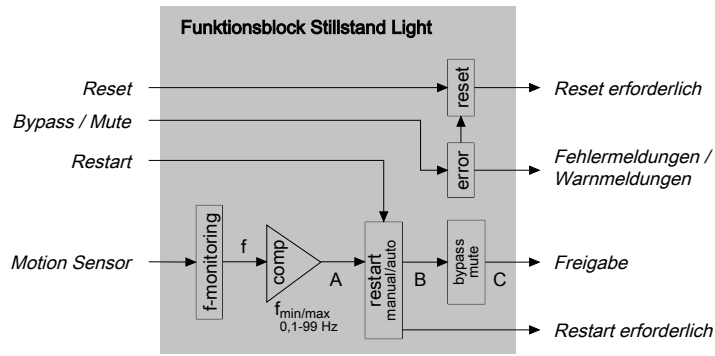 Funktionsblock Stillstand Light
Reset
reset
Reset erforderlich
Bypass / Mute
error
Fehlermeldungen /
Warnmeldungen
Restart
Motion Sensor
f-monitoring
f
comp
fmin/max
0,1-99 Hz
A
restart
manual/auto
B
bypass
mute
C
Freigabe
Restart erforderlich